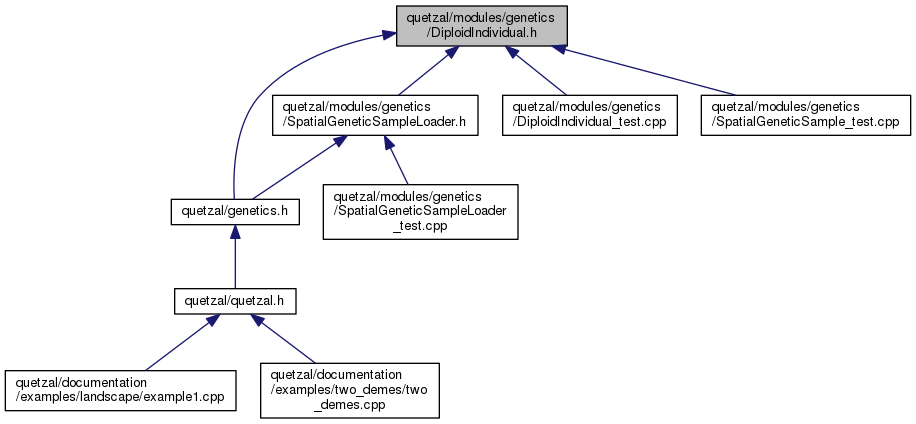 quetzal/modules/genetics
/DiploidIndividual.h
quetzal/modules/genetics
/SpatialGeneticSampleLoader.h
quetzal/modules/genetics
/DiploidIndividual_test.cpp
quetzal/modules/genetics
/SpatialGeneticSample_test.cpp
quetzal/genetics.h
quetzal/modules/genetics
/SpatialGeneticSampleLoader
_test.cpp
quetzal/quetzal.h
quetzal/documentation
/examples/landscape/example1.cpp
quetzal/documentation
/examples/two_demes/two
_demes.cpp